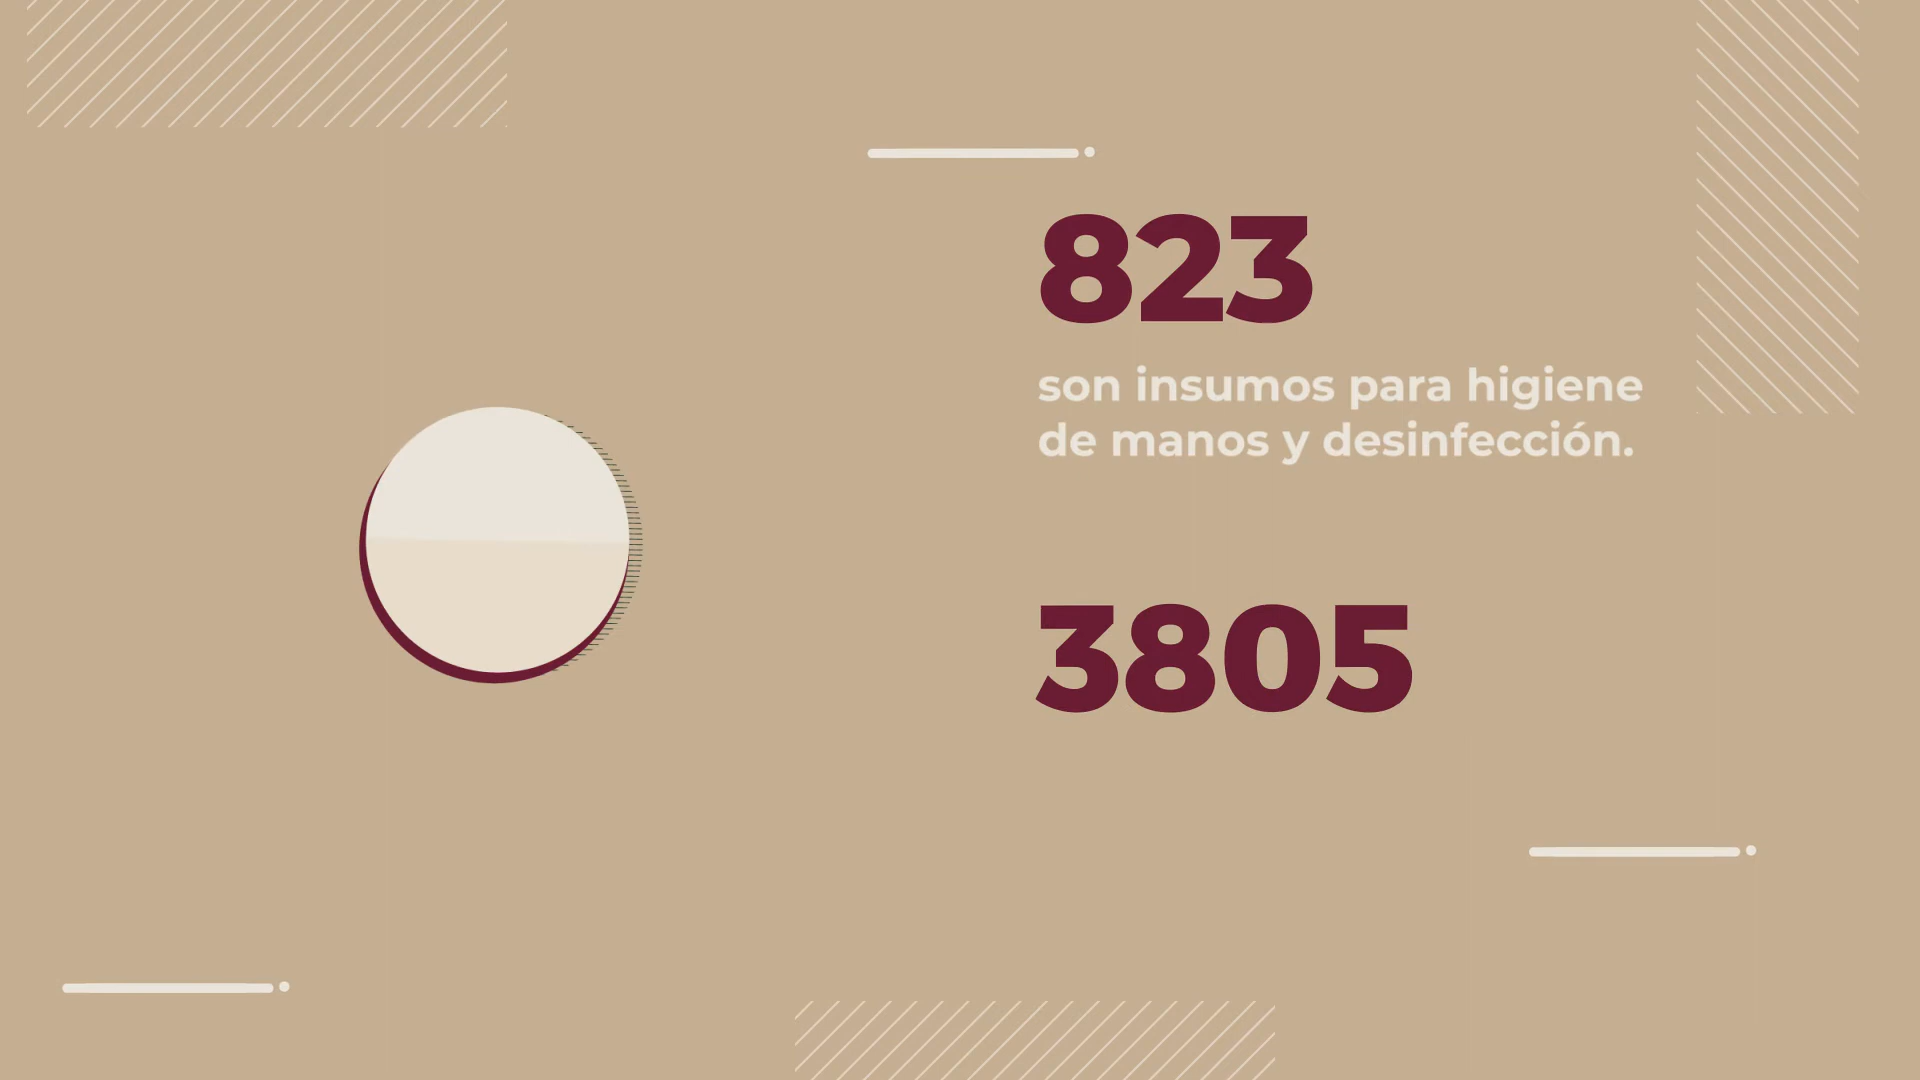 823
son insumos para higiene
de manos y desinfección.
3805